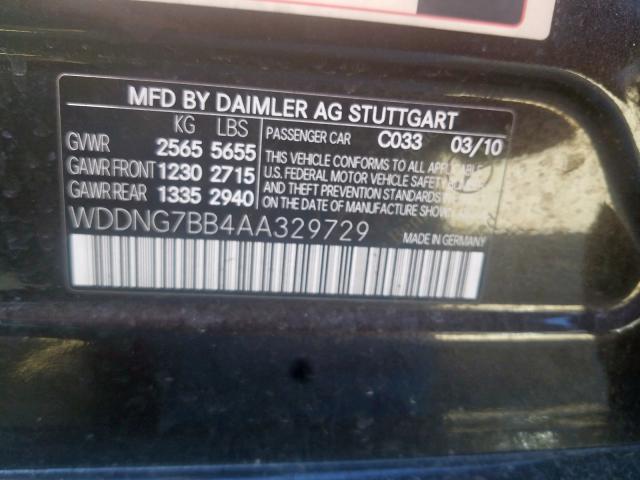 MFD BY DAIMLER AG STUTTGART
KG LBS
GVWR 2565 5655
GAWR FRONT 1230 2715
GAWR REAR 1335 2940
PASSENGER CAR C033 03/10
THIS VEHICLE CONFORMS TO ALL APPLICABLE
U.S. FEDERAL MOTOR VEHICLE SAFETY
AND THEFT PREVENTION STANDARDS IN EFFECT
ON THE DATE OF MANUFACTURE SHOWN
WDDNG7BB4AA329729 MADE IN GERMANY